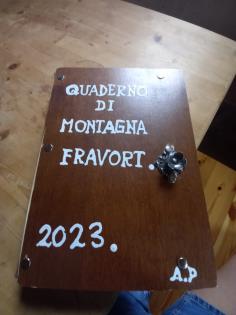 QUADERNO
DI
MONTAGNA
FRAVORT.
2023.
A.P